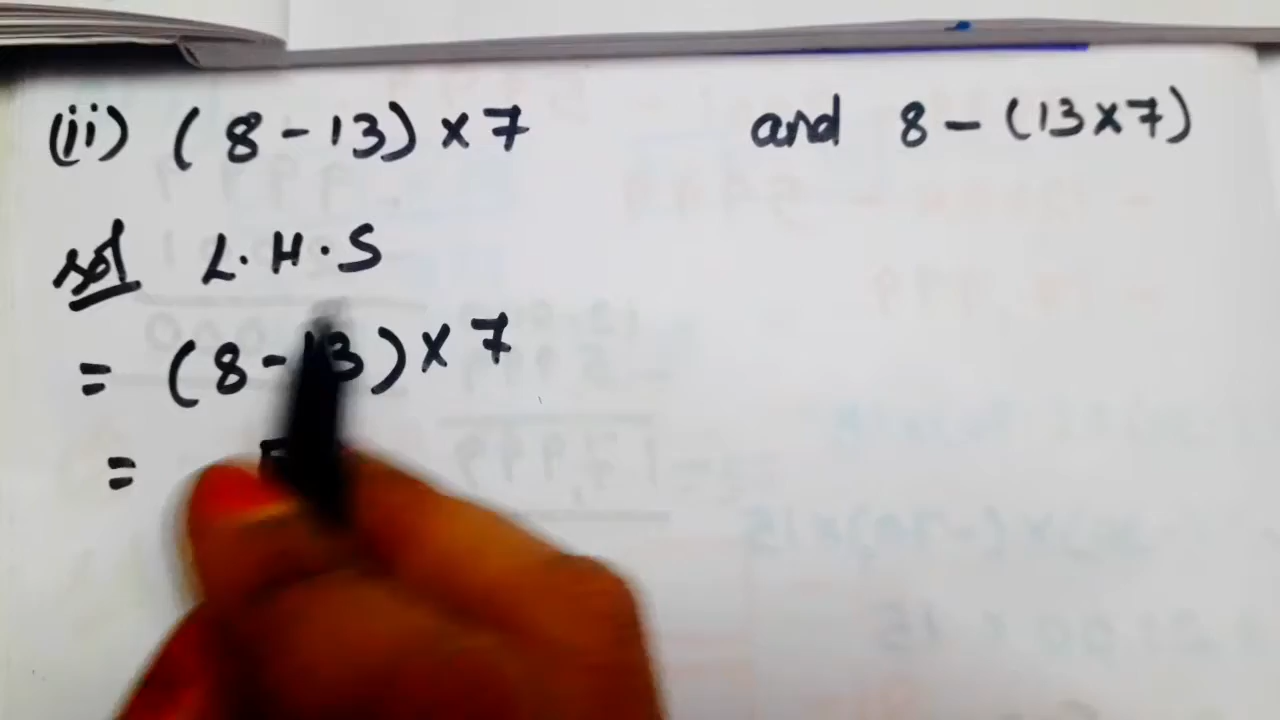 (ii) (8-13)×7 and 8-(13×7)
sol L.H.S
= (8-13)×7
=